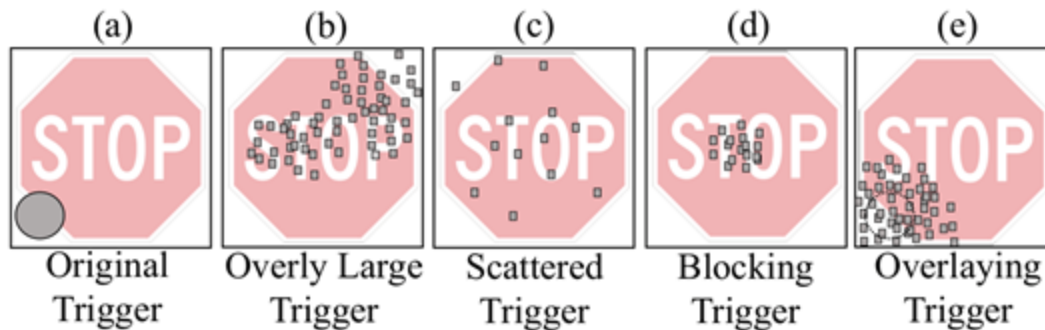 (a) (b) (c) (d) (e)
STOP STOP STOP STOP STOP
Original Overly Large Scattered Blocking Overlaying
Trigger Trigger Trigger Trigger Trigger